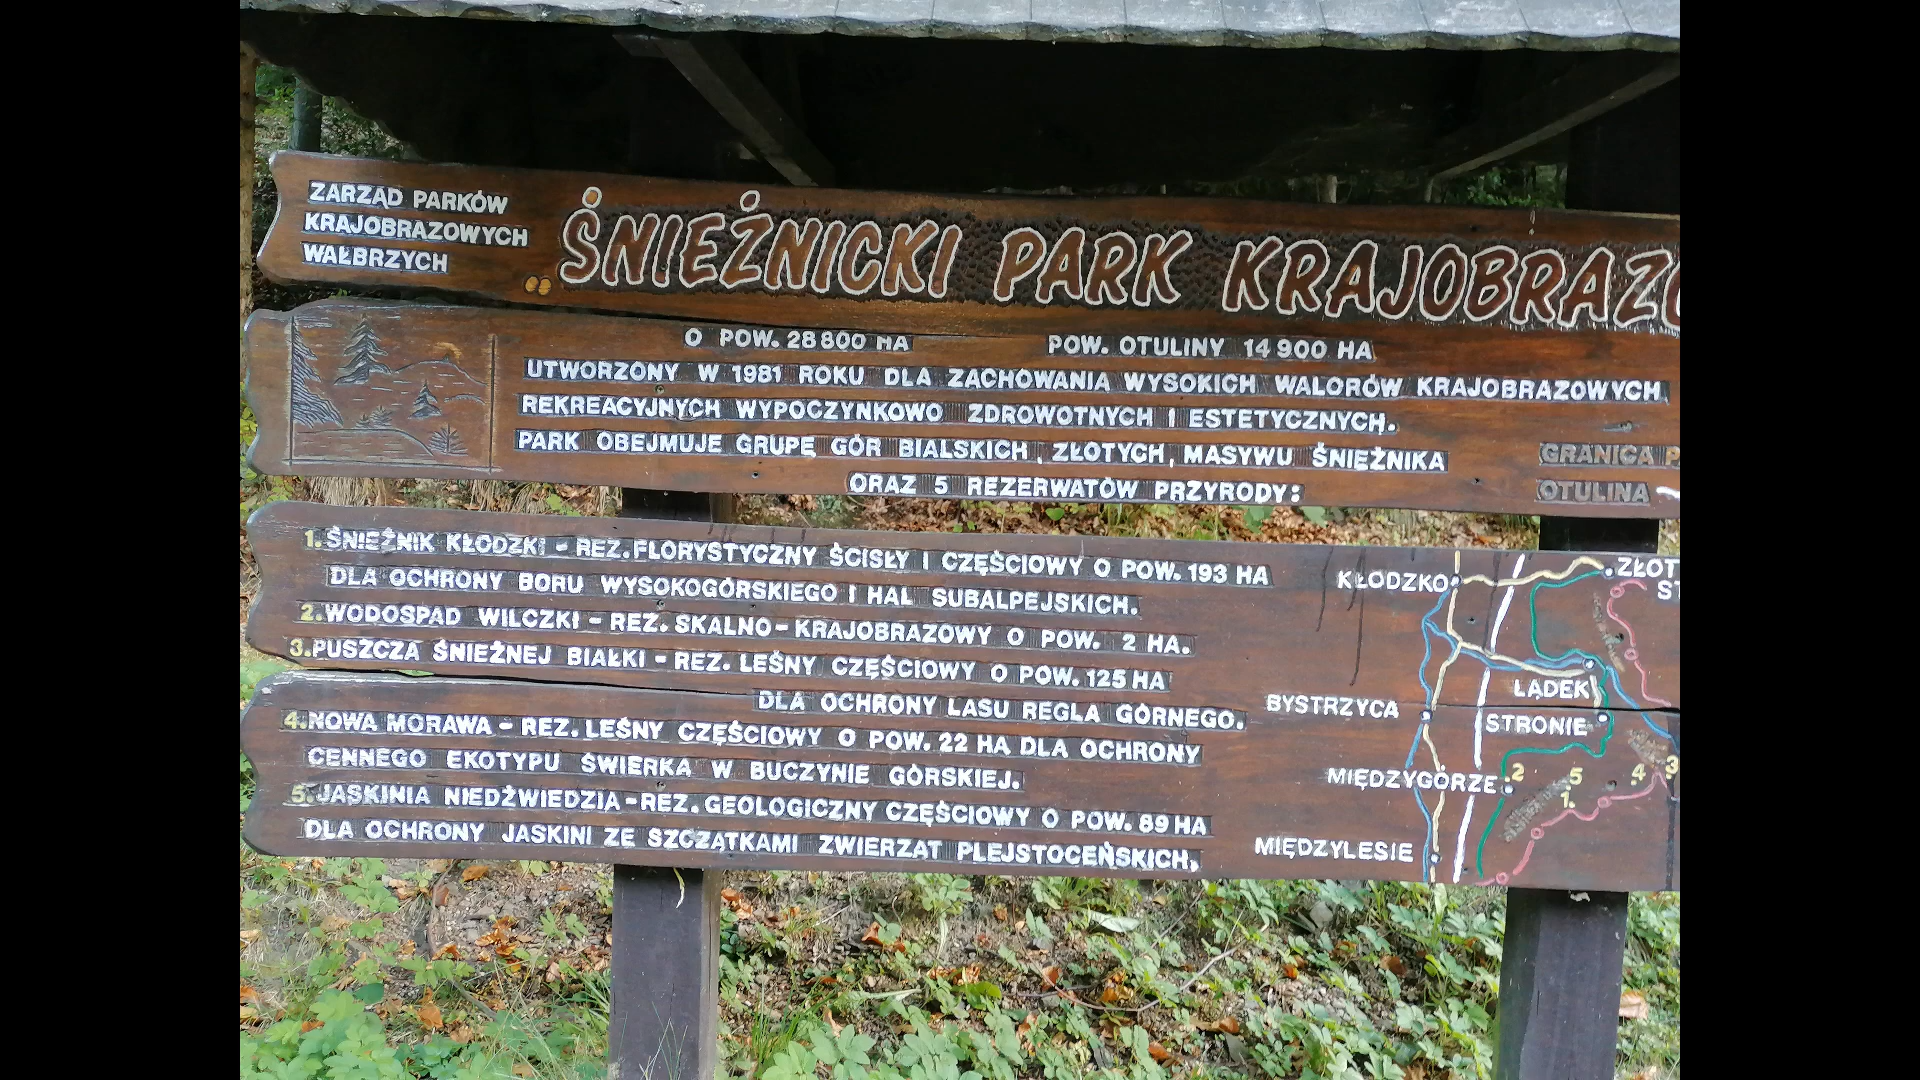 ZARZĄD PARKÓW
KRAJOBRAZOWYCH
WAŁBRZYCH
„ŚNIEŻNICKI PARK KRAJOBRAZO
O POW. 28800 HA POW. OTULINY 14900 HA
UTWORZONY W 1981 ROKU DLA ZACHOWANIA WYSOKICH WALORÓW KRAJOBRAZOWYCH
REKREACYJNYCH WYPOCZYNKOWO ZDROWOTNYCH I ESTETYCZNYCH.
PARK OBEJMUJE GRUPĘ GÓR BIALSKICH, ZŁOTYCH, MASYWU ŚNIEŻNIKA
ORAZ 5 REZERWATÓW PRZYRODY:
GRANICA P
OTULINA
1. ŚNIEŻNIK KŁODZKI - REZ. FLORYSTYCZNY ŚCISŁY I CZĘŚCIOWY O POW. 193 HA
DLA OCHRONY BORU WYSOKOGÓRSKIEGO I HAL SUBALPEJSKICH.
2. WODOSPAD WILCZKI - REZ. SKALNO-KRAJOBRAZOWY O POW. 2 HA.
3. PUSZCZA ŚNIEŻNEJ BIAŁKI - REZ. LEŚNY CZĘŚCIOWY O POW. 125 HA
DLA OCHRONY LASU REGLA GÓRNEGO.
4. NOWA MORAWA - REZ. LEŚNY CZĘŚCIOWY O POW. 22 HA DLA OCHRONY
CENNEGO EKOTYPU ŚWIERKA W BUCZYNIE GÓRSKIEJ.
5. JASKINIA NIEDŹWIEDZIA - REZ. GEOLOGICZNY CZĘŚCIOWY O POW. 89 HA
DLA OCHRONY JASKINI ZE SZCZĄTKAMI ZWIERZĄT PLEJSTOCEŃSKICH,
KŁODZKO
ZŁOT
ST
LĄDEK
BYSTRZYCA
STRONIE
MIĘDZYGÓRZE
2
5
4
3
1.
MIĘDZYLESIE